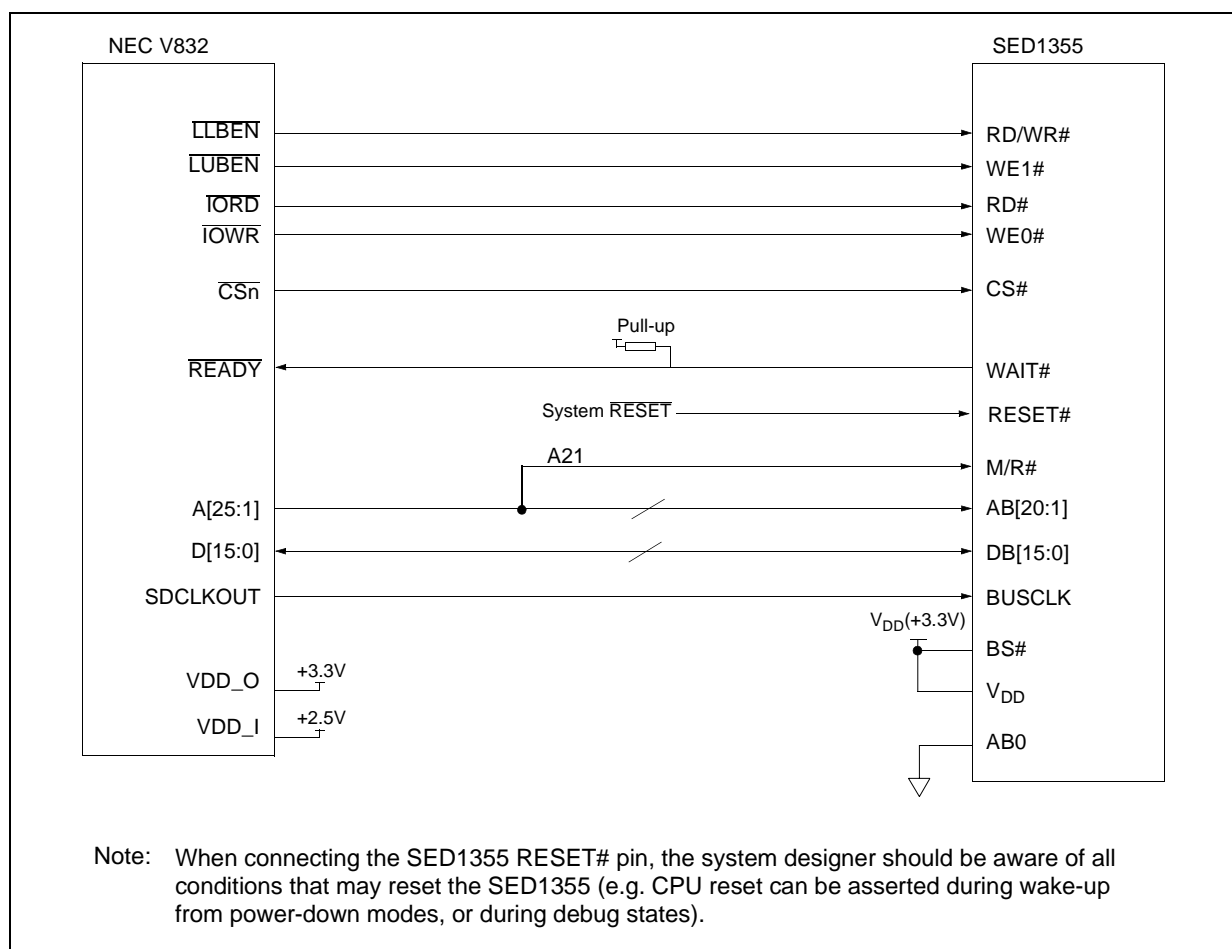 NEC V832
SED1355
LLBEN
RD/WR#
LUBEN
WE1#
IORD
RD#
IOWR
WE0#
CSn
CS#
Pull-up
READY
WAIT#
System RESET
RESET#
A21
M/R#
A[25:1]
AB[20:1]
D[15:0]
DB[15:0]
SDCLKOUT
BUSCLK
VDD(+3.3V)
BS#
VDD_O
+3.3V
VDD
VDD_I
+2.5V
AB0
Note: When connecting the SED1355 RESET# pin, the system designer should be aware of all
conditions that may reset the SED1355 (e.g. CPU reset can be asserted during wake-up
from power-down modes, or during debug states).